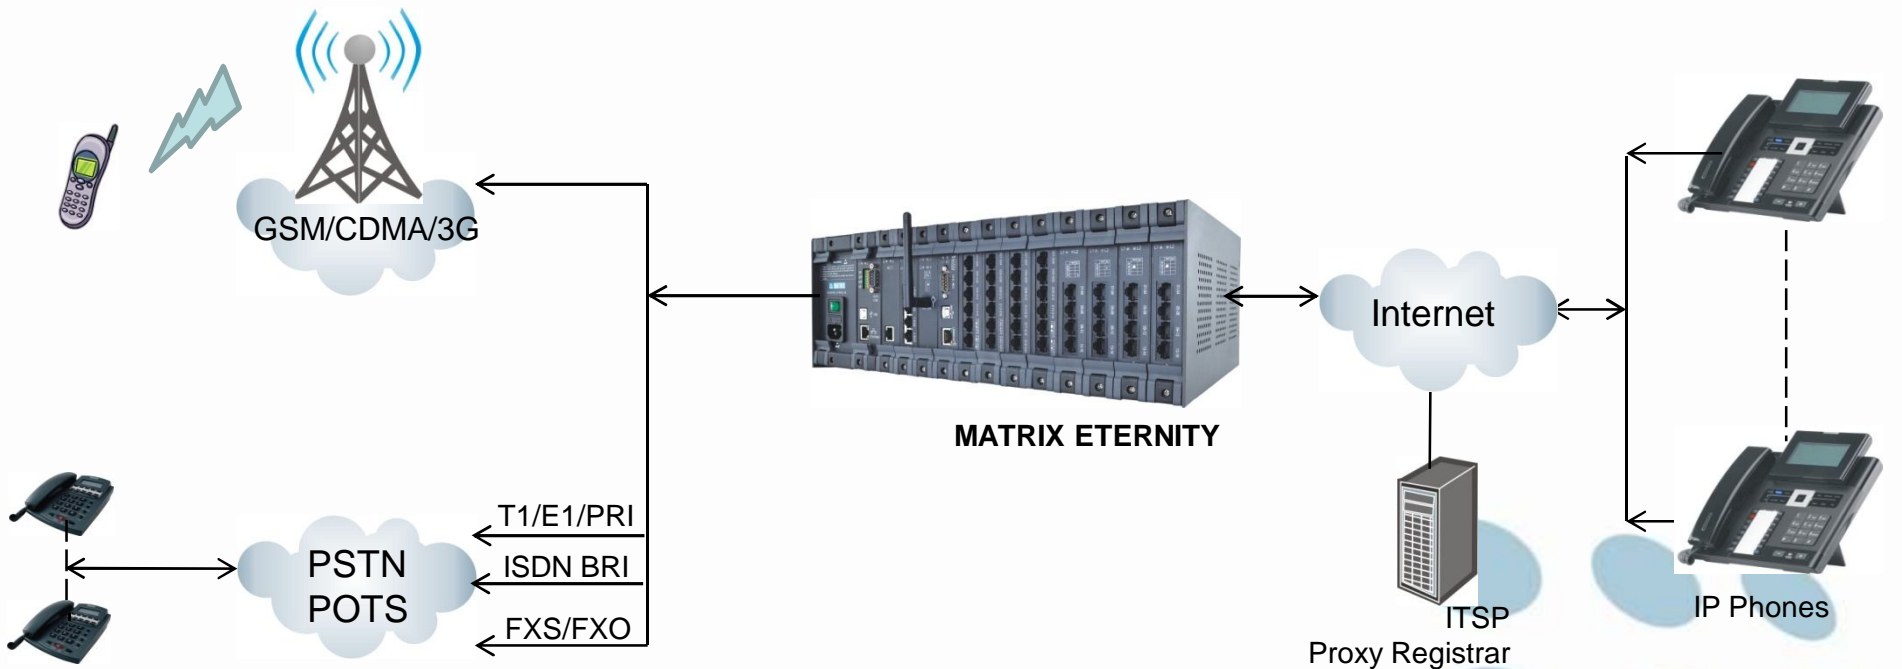 GSM/CDMA/3G
Internet
MATRIX ETERNITY
T1/E1/PRI
PSTN
POTS
ISDN BRI
FXS/FXO
ITSP
Proxy Registrar
IP Phones